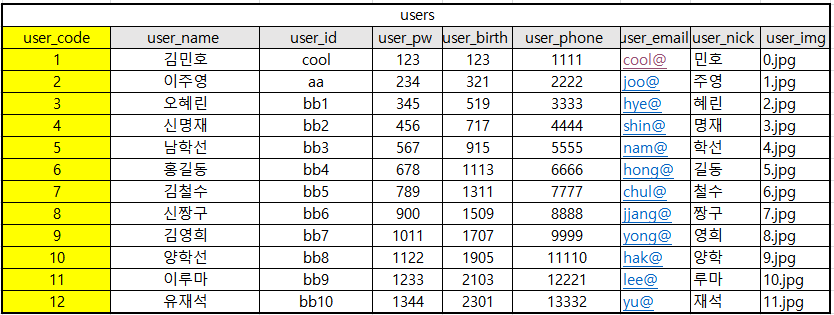 users
user_code user_name user_id user_pw user_birth user_phone user_email user_nick user_img
1 김민호 cool 123 123 1111 cool@ 민호 0.jpg
2 이주영 aa 234 321 2222 joo@ 주영 1.jpg
3 오혜린 bb1 345 519 3333 hye@ 혜린 2.jpg
4 신명재 bb2 456 717 4444 shin@ 명재 3.jpg
5 남학선 bb3 567 915 5555 nam@ 학선 4.jpg
6 홍길동 bb4 678 1113 6666 hong@ 길동 5.jpg
7 김철수 bb5 789 1311 7777 chul@ 철수 6.jpg
8 신짱구 bb6 900 1509 8888 jjang@ 짱구 7.jpg
9 김영희 bb7 1011 1707 9999 yong@ 영희 8.jpg
10 양학선 bb8 1122 1905 11110 hak@ 양학 9.jpg
11 이루마 bb9 1233 2103 12221 lee@ 루마 10.jpg
12 유재석 bb10 1344 2301 13332 yu@ 재석 11.jpg